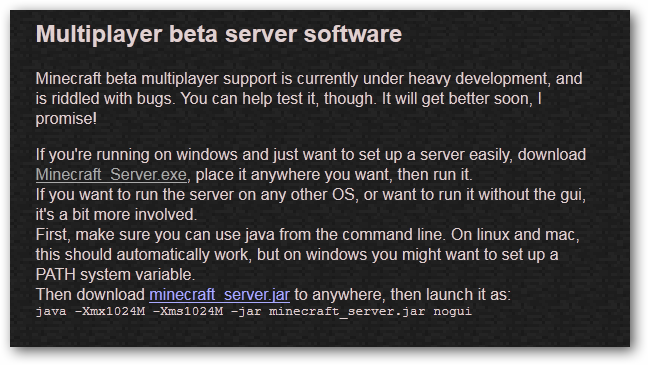 Multiplayer beta server software
Minecraft beta multiplayer support is currently under heavy development, and
is riddled with bugs. You can help test it, though. It will get better soon, I
promise!
If you're running on windows and just want to set up a server easily, download
Minecraft_Server.exe, place it anywhere you want, then run it.
If you want to run the server on any other OS, or want to run it without the gui,
it's a bit more involved.
First, make sure you can use java from the command line. On linux and mac,
this should automatically work, but on windows you might want to set up a
PATH system variable.
Then download minecraft_server.jar to anywhere, then launch it as:
java -Xmx1024M -Xms1024M -jar minecraft_server.jar nogui